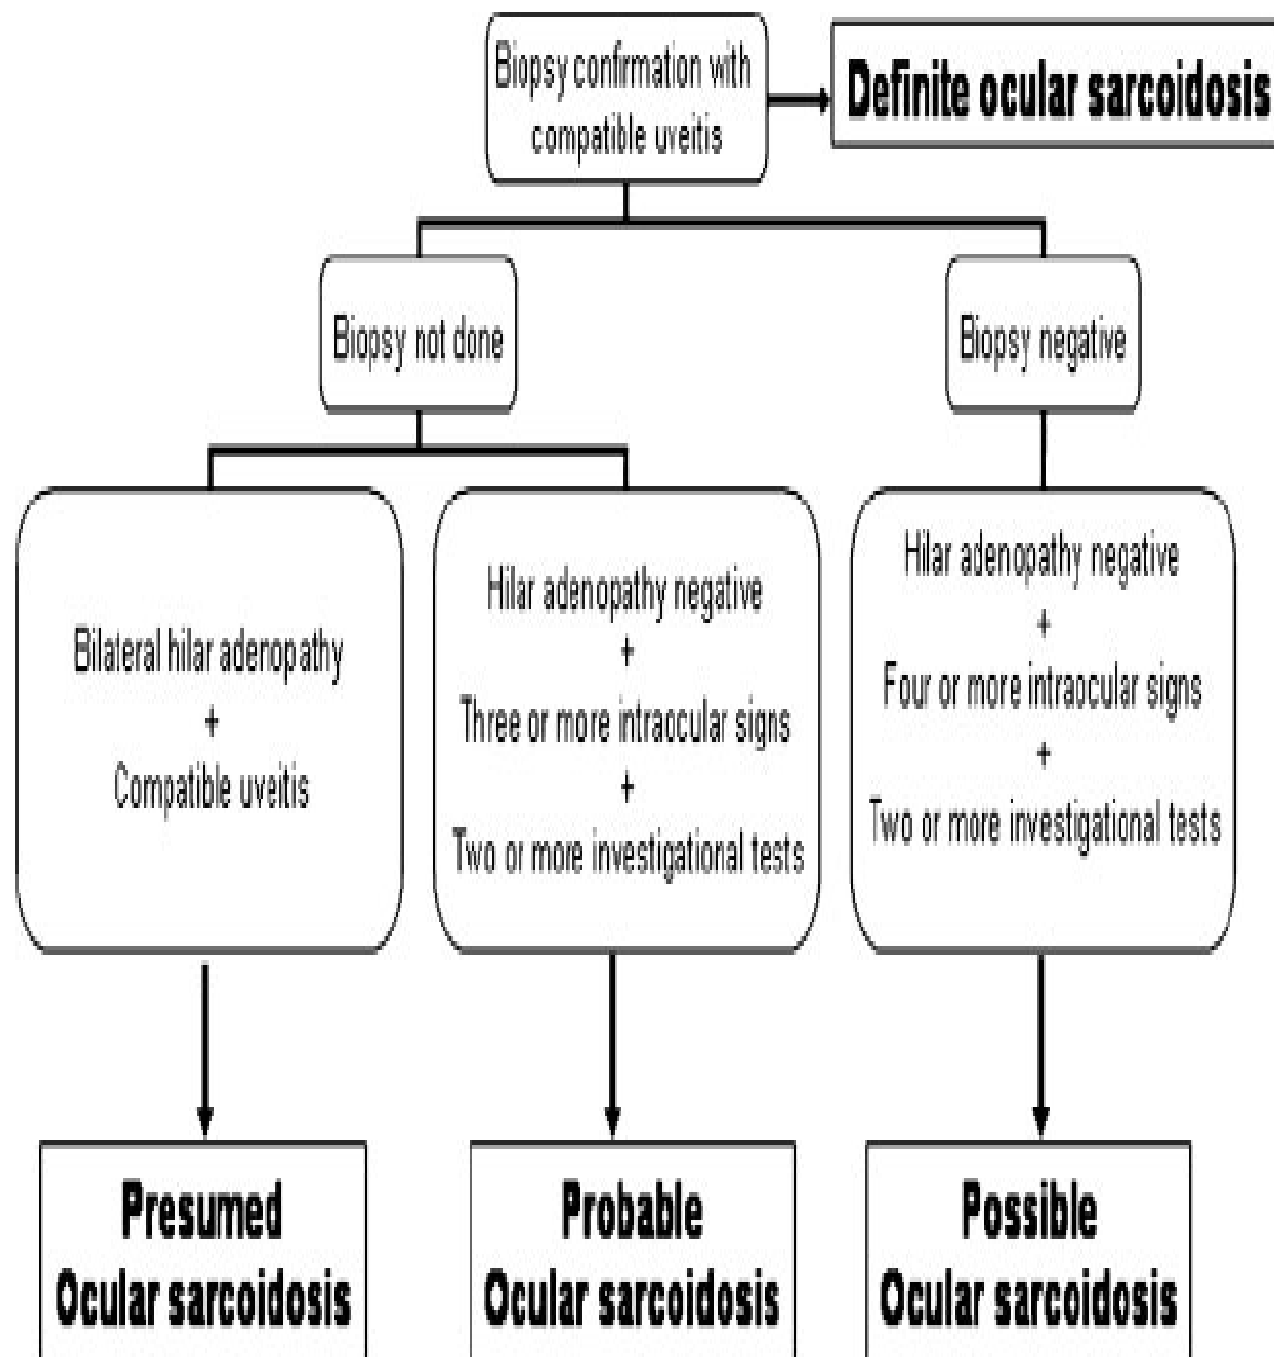 Biopsy confirmation with
compatible uveitis
Definite ocular sarcoidosis
Biopsy not done
Biopsy negative
Bilateral hilar adenopathy
+
Compatible uveitis
Hilar adenopathy negative
+
Three or more intraocular signs
+
Two or more investigational tests
Hilar adenopathy negative
+
Four or more intraocular signs
+
Two or more investigational tests
Presumed
Ocular sarcoidosis
Probable
Ocular sarcoidosis
Possible
Ocular sarcoidosis